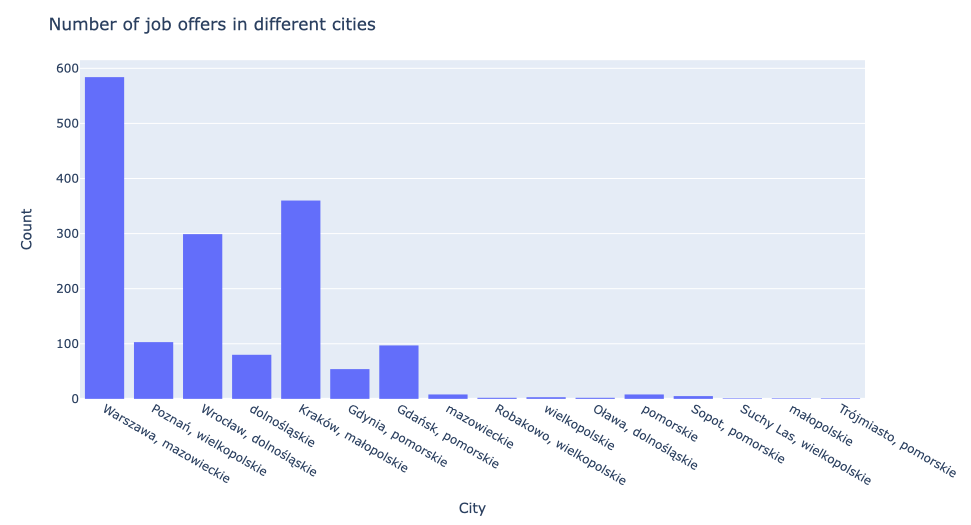 Number of job offers in different cities
600
500
400
300
200
100
0
Count
Warszawa, mazowieckie
Poznań, wielkopolskie
Wrocław, dolnośląskie
dolnośląskie
Kraków, małopolskie
Gdynia, pomorskie
Gdańsk, pomorskie
mazowieckie
Robakowo, wielkopolskie
wielkopolskie
Oława, dolnośląskie
pomorskie
Sopot, pomorskie
Suchy Las, wielkopolskie
małopolskie
Trójmiasto, pomorskie
City